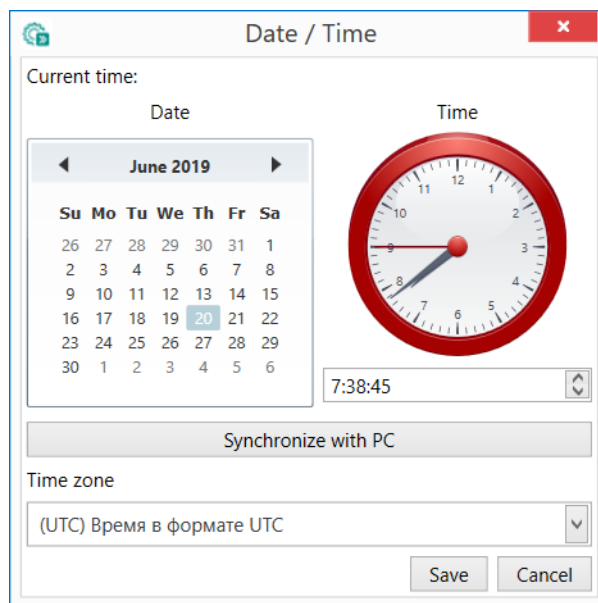 Date / Time
Current time:
Date
Time
June 2019
Su Mo Tu We Th Fr Sa
26 27 28 29 30 31 1
2 3 4 5 6 7 8
9 10 11 12 13 14 15
16 17 18 19 20 21 22
23 24 25 26 27 28 29
30 1 2 3 4 5 6
12
11 1
10 2
9 3
8 4
7 5
6
7:38:45
Synchronize with PC
Time zone
(UTC) Время в формате UTC
Save Cancel